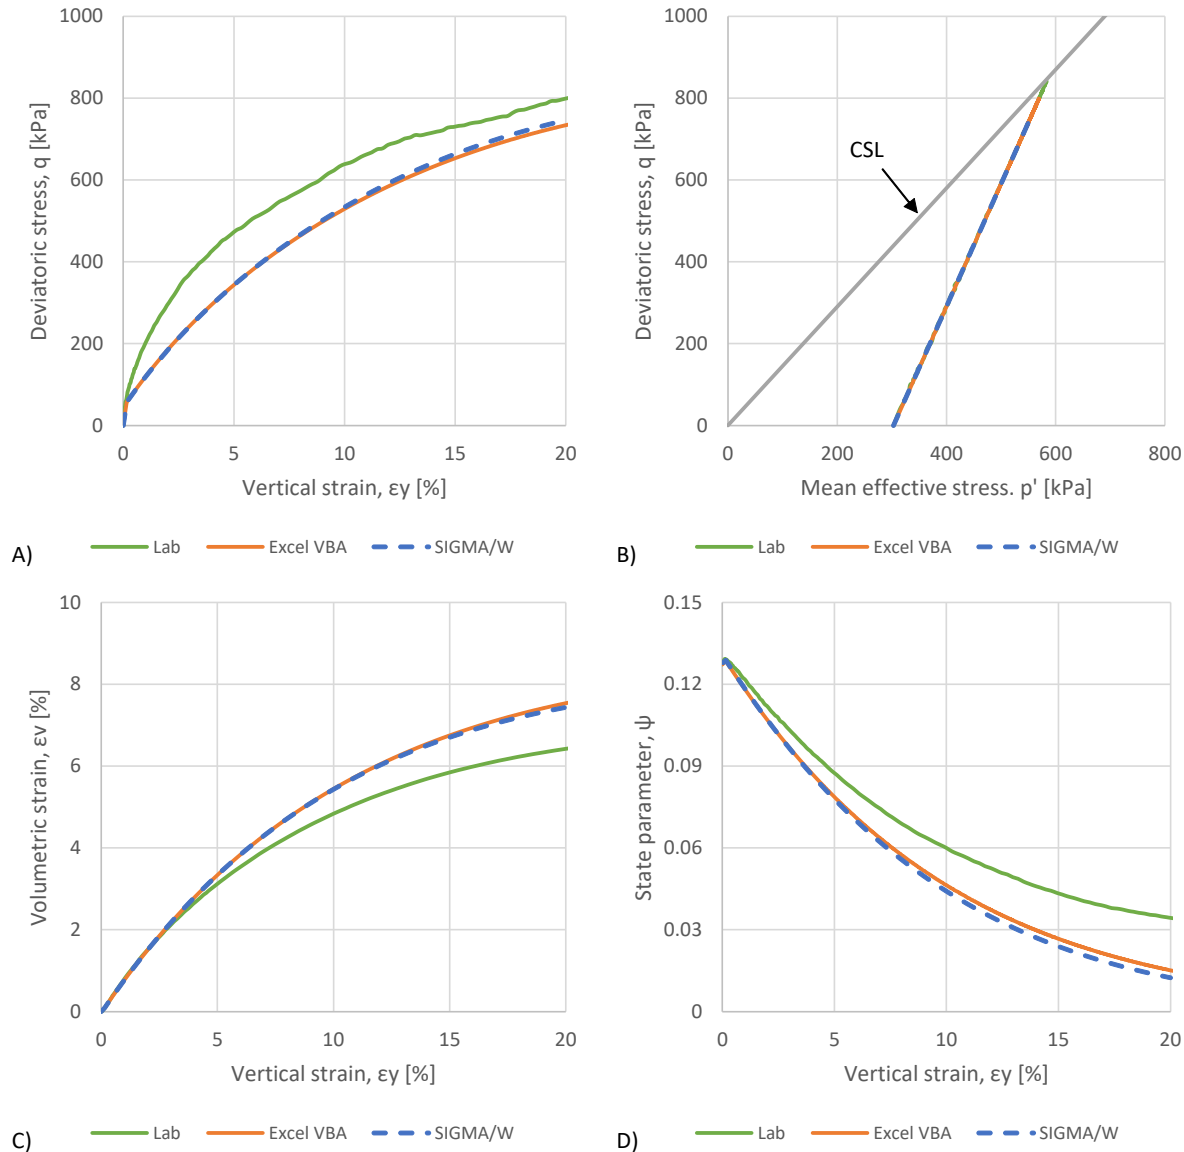 1000
800
600
400
200
0
Deviatoric stress, q [kPa]
0 5 10 15 20
Vertical strain, εy [%]
A) Lab Excel VBA SIGMA/W
1000
800
600
400
200
0
Deviatoric stress, q [kPa]
CSL
0 200 400 600 800
Mean effective stress. p' [kPa]
B) Lab Excel VBA SIGMA/W
10
8
6
4
2
0
Volumetric strain, εv [%]
0 5 10 15 20
Vertical strain, εy [%]
C) Lab Excel VBA SIGMA/W
0.15
0.12
0.09
0.06
0.03
0
State parameter, ψ
0 5 10 15 20
Vertical strain, εy [%]
D) Lab Excel VBA SIGMA/W